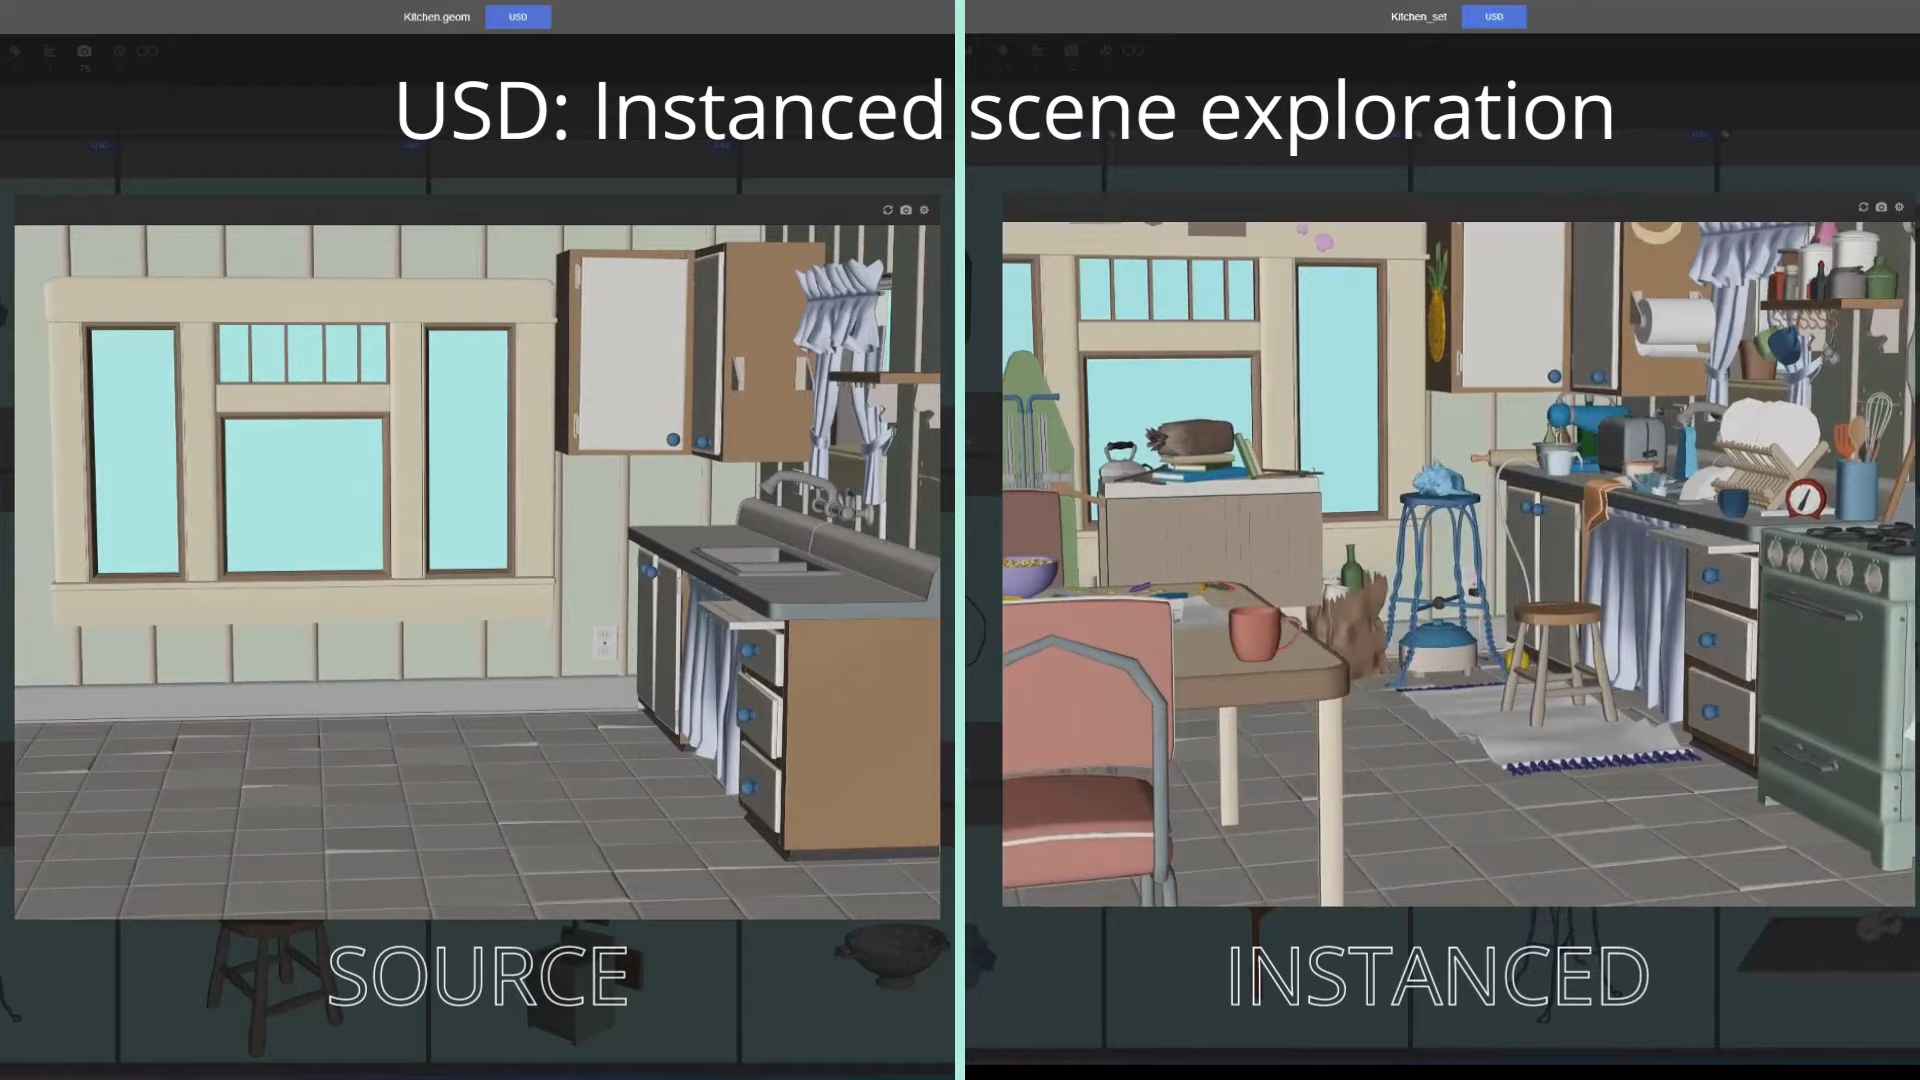 Kitchen.geom USD
Kitchen_set USD
USD: Instanced scene exploration
SOURCE
INSTANCED